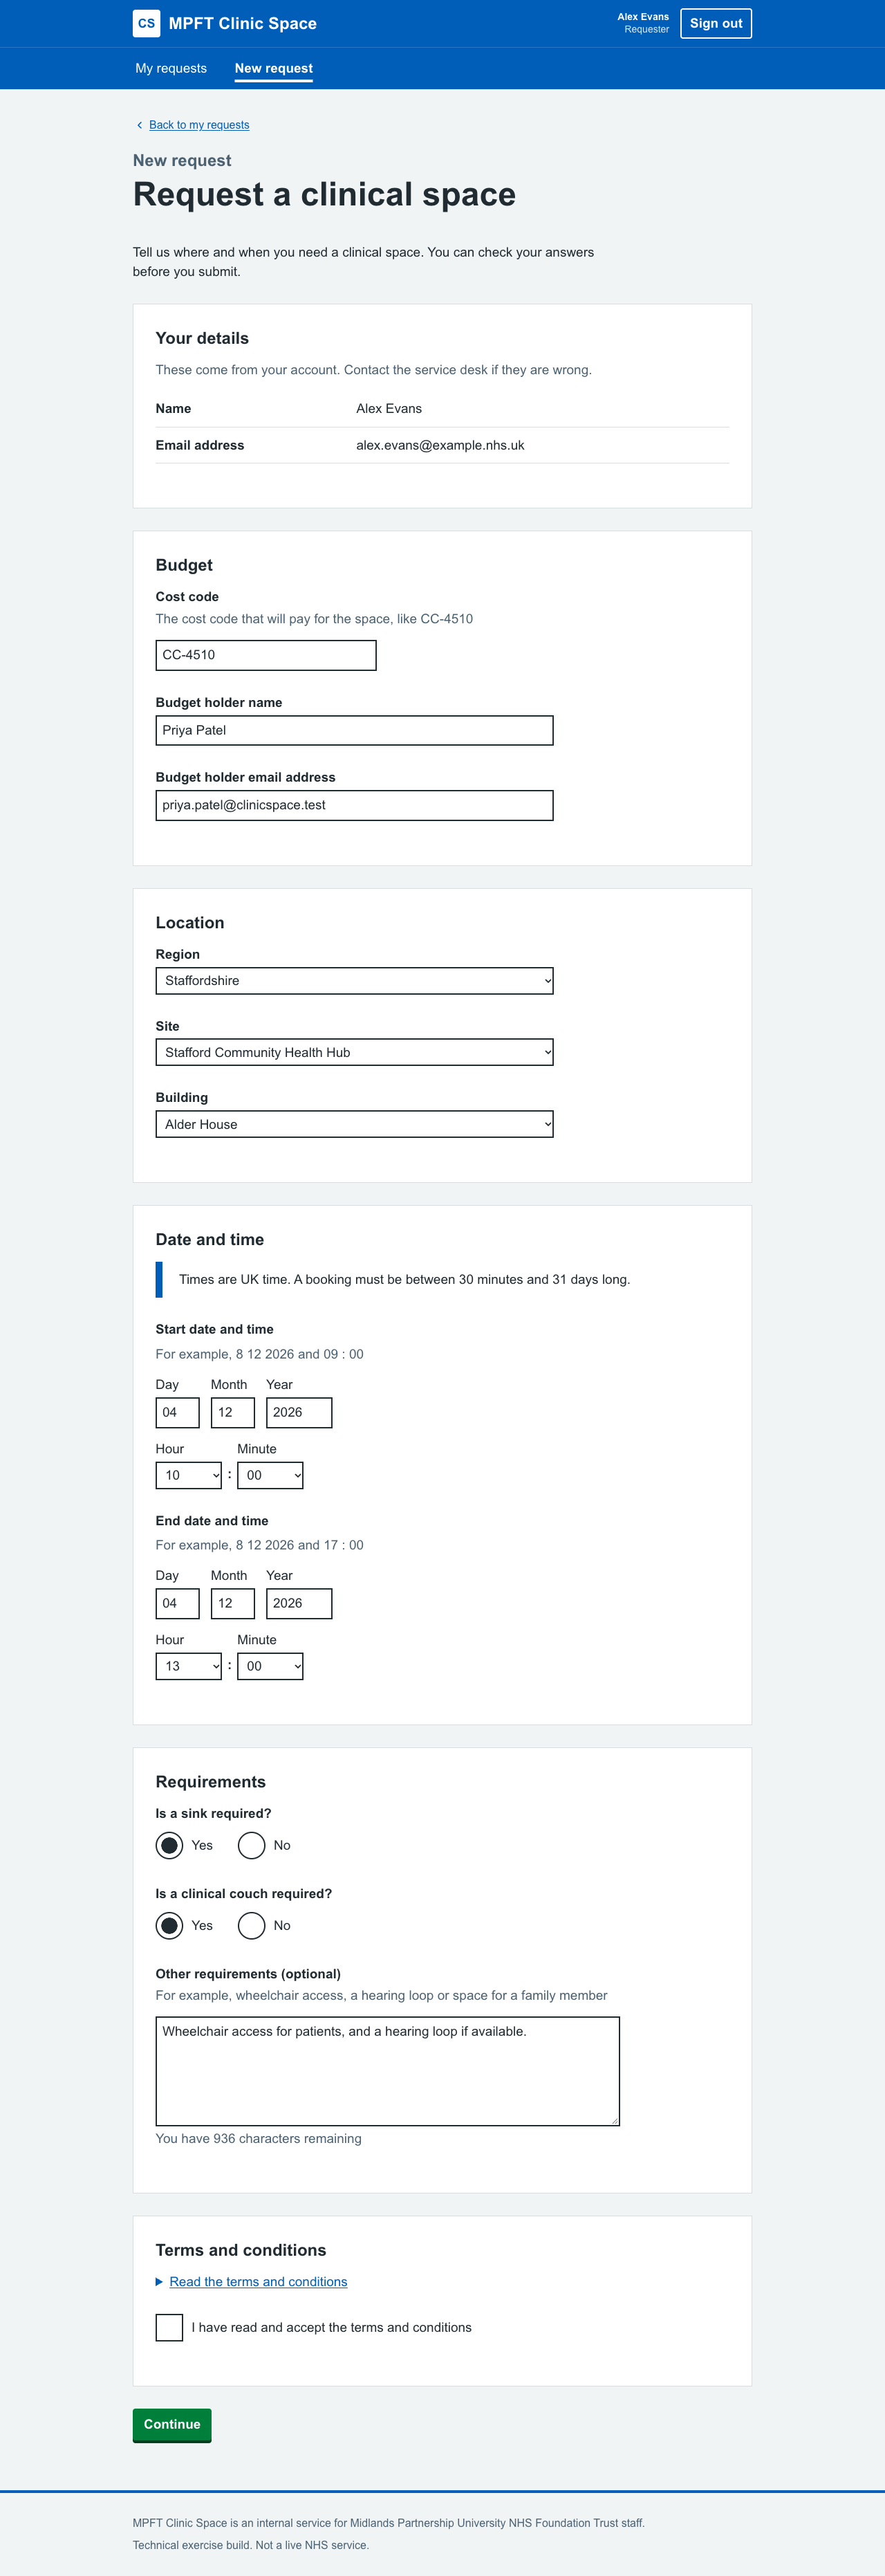 CS MPFT Clinic Space
Alex Evans
Requester
Sign out
My requests New request
Back to my requests
New request
Request a clinical space
Tell us where and when you need a clinical space. You can check your answers
before you submit.
Your details
These come from your account. Contact the service desk if they are wrong.
Name Alex Evans
Email address alex.evans@example.nhs.uk
Budget
Cost code
The cost code that will pay for the space, like CC-4510
CC-4510
Budget holder name
Priya Patel
Budget holder email address
priya.patel@clinicspace.test
Location
Region
Staffordshire
Site
Stafford Community Health Hub
Building
Alder House
Date and time
Times are UK time. A booking must be between 30 minutes and 31 days long.
Start date and time
For example, 8 12 2026 and 09 : 00
Day Month Year
04 12 2026
Hour Minute
10 : 00
End date and time
For example, 8 12 2026 and 17 : 00
Day Month Year
04 12 2026
Hour Minute
13 : 00
Requirements
Is a sink required?
Yes No
Is a clinical couch required?
Yes No
Other requirements (optional)
For example, wheelchair access, a hearing loop or space for a family member
Wheelchair access for patients, and a hearing loop if available.
You have 936 characters remaining
Terms and conditions
Read the terms and conditions
I have read and accept the terms and conditions
Continue
MPFT Clinic Space is an internal service for Midlands Partnership University NHS Foundation Trust staff.
Technical exercise build. Not a live NHS service.